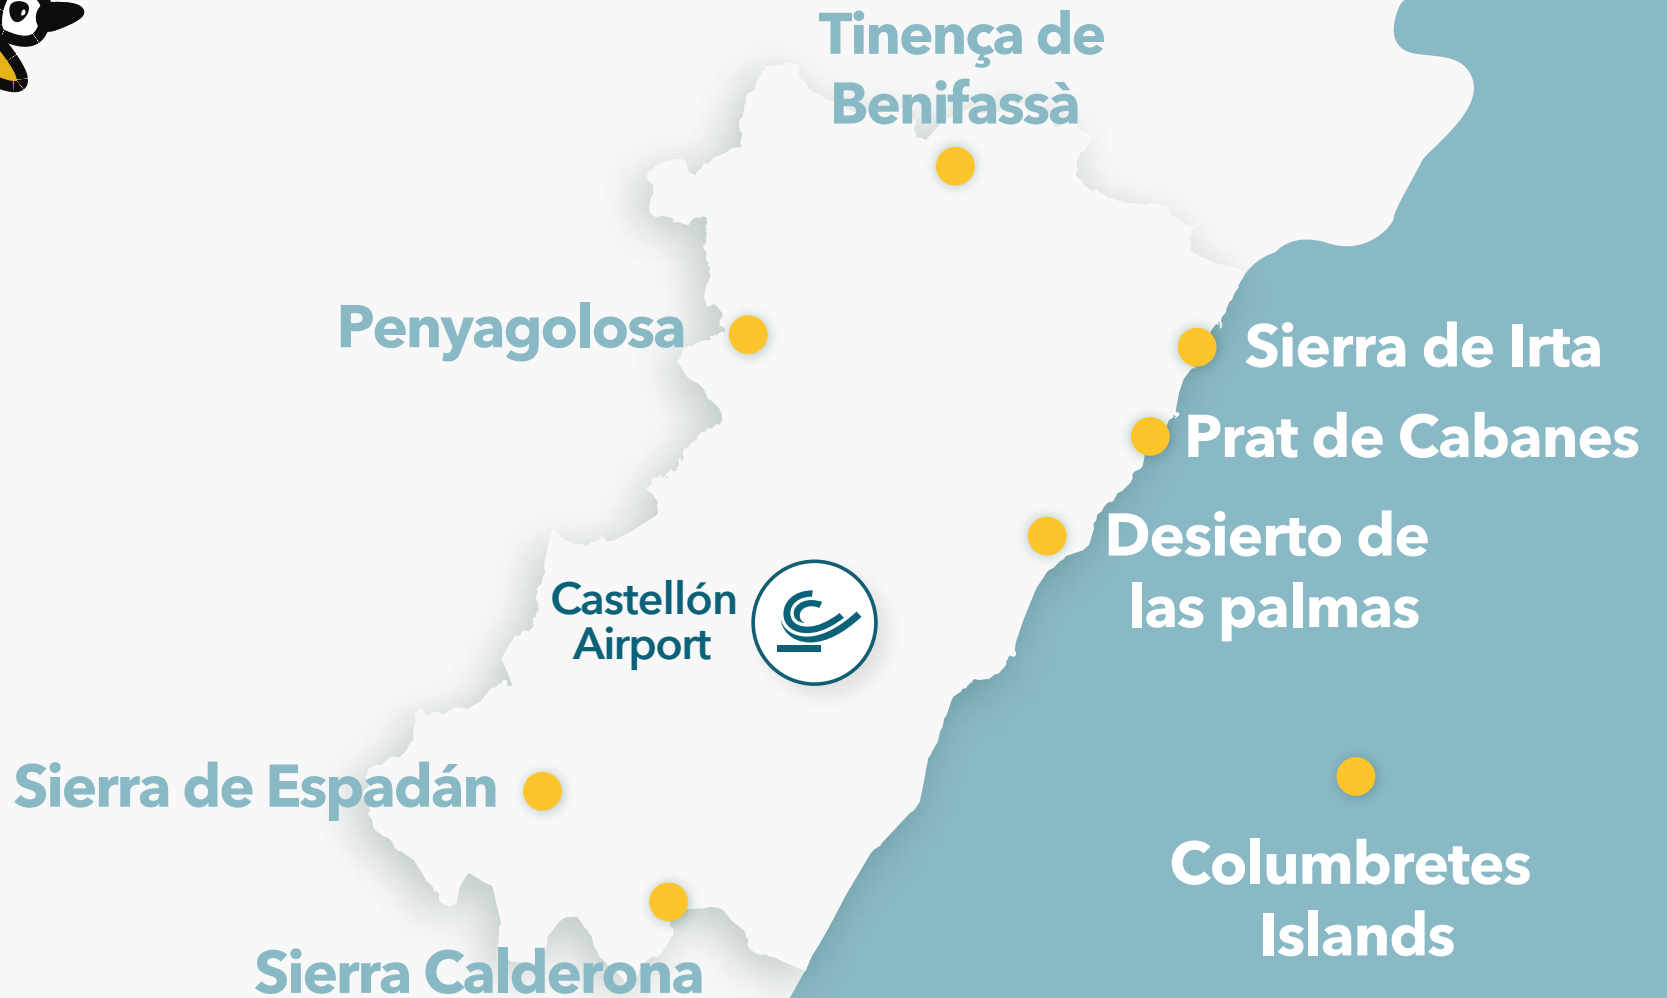 Tinença de
Benifassà
Penyagolosa
Sierra de Irta
Prat de Cabanes
Desierto de
las palmas
Castellón
Airport
Sierra de Espadán
Columbretes
Islands
Sierra Calderona